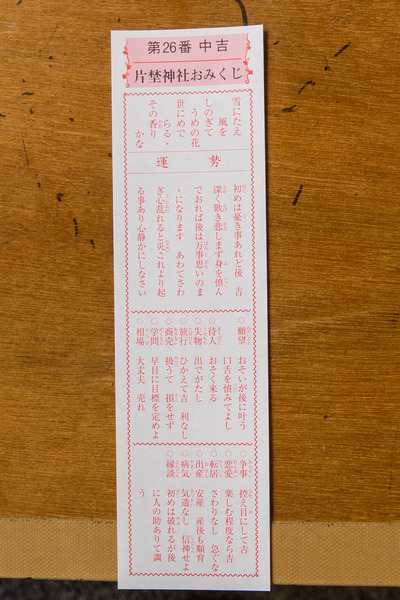 第26番 中吉
片埜神社おみくじ
雪にたえ
風を
しのぎて
うめの花
世にめで
らるゝ
その香り
かな
運勢
初めは憂き事あれど後 吉
深く歎き悲しまず身を慎ん
でおれば後は万事思いのま
ゝになります あわてさわ
ぎ心乱れると災これより起
る事あり心静かにしなさい
○願望 おそいが後に叶う
口舌を慎みてよし
○待人 おそく来る
○失物 出でがたし
○旅行 ひかえて吉 利なし
○商売 扱うて 損をせず
○学問 早目に目標を定めよ
○相場 大丈夫 売れ
○争事 控え目にして吉
○恋愛 楽しむ程度なら吉
○転居 さわりなし 急ぐな
○出産 安産 産後も順育
○病気 気遣なし 信神せよ
○縁談 初めは破れるが後
に人の助ありて調
う